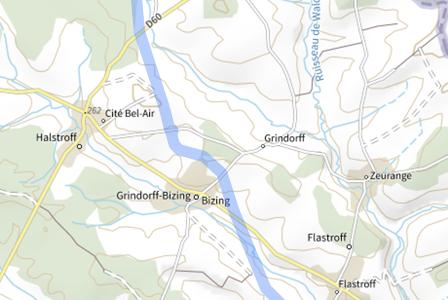 D60
Ruisseau de Wald
262
Cité Bel-Air
Halstroff
Grindorff
Zeurange
Grindorff-Bizing
Bizing
Flastroff
Flastroff